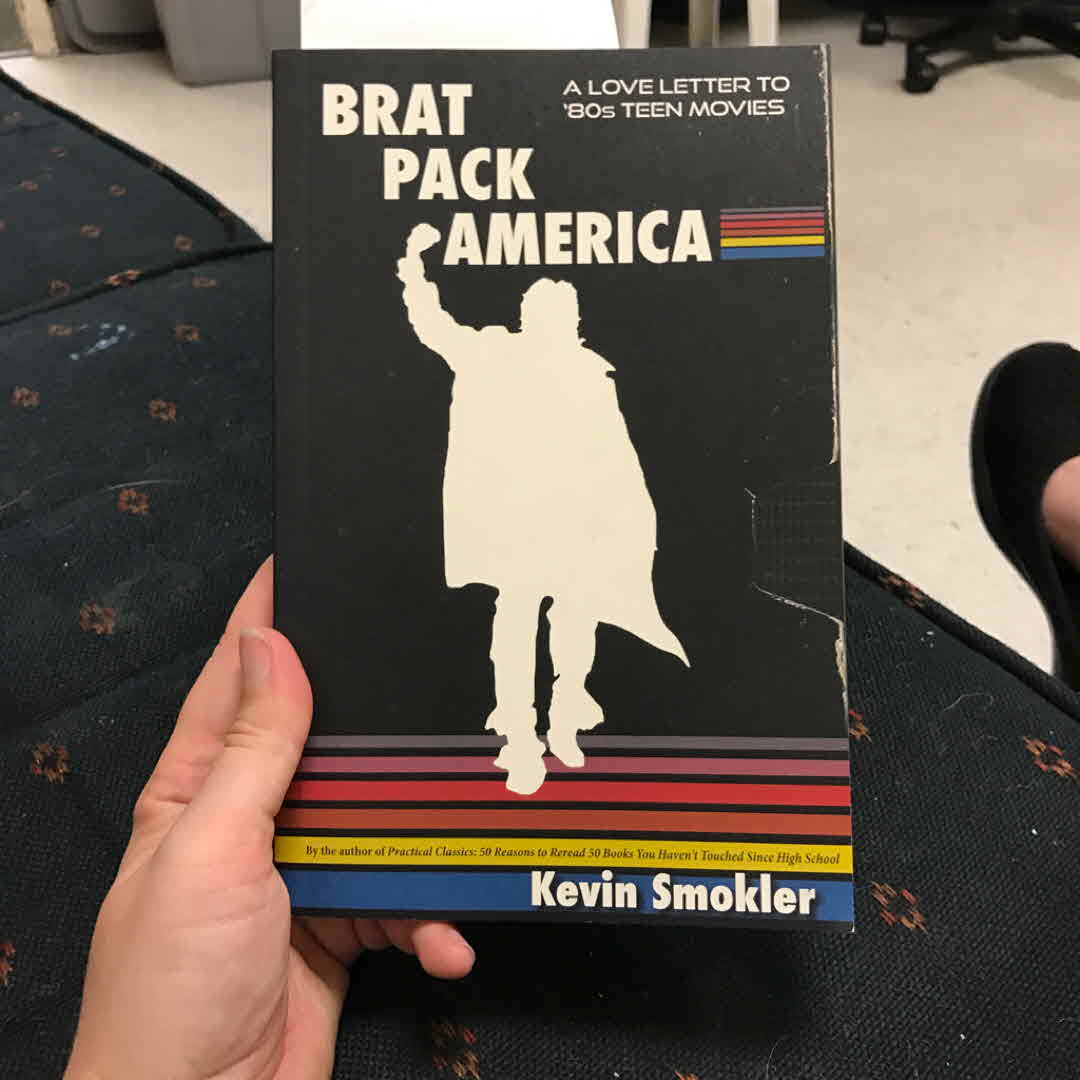 BRAT
PACK
AMERICA
A LOVE LETTER TO
'80s TEEN MOVIES
By the author of Practical Classics: 50 Reasons to Reread 50 Books You Haven't Touched Since High School
Kevin Smokler